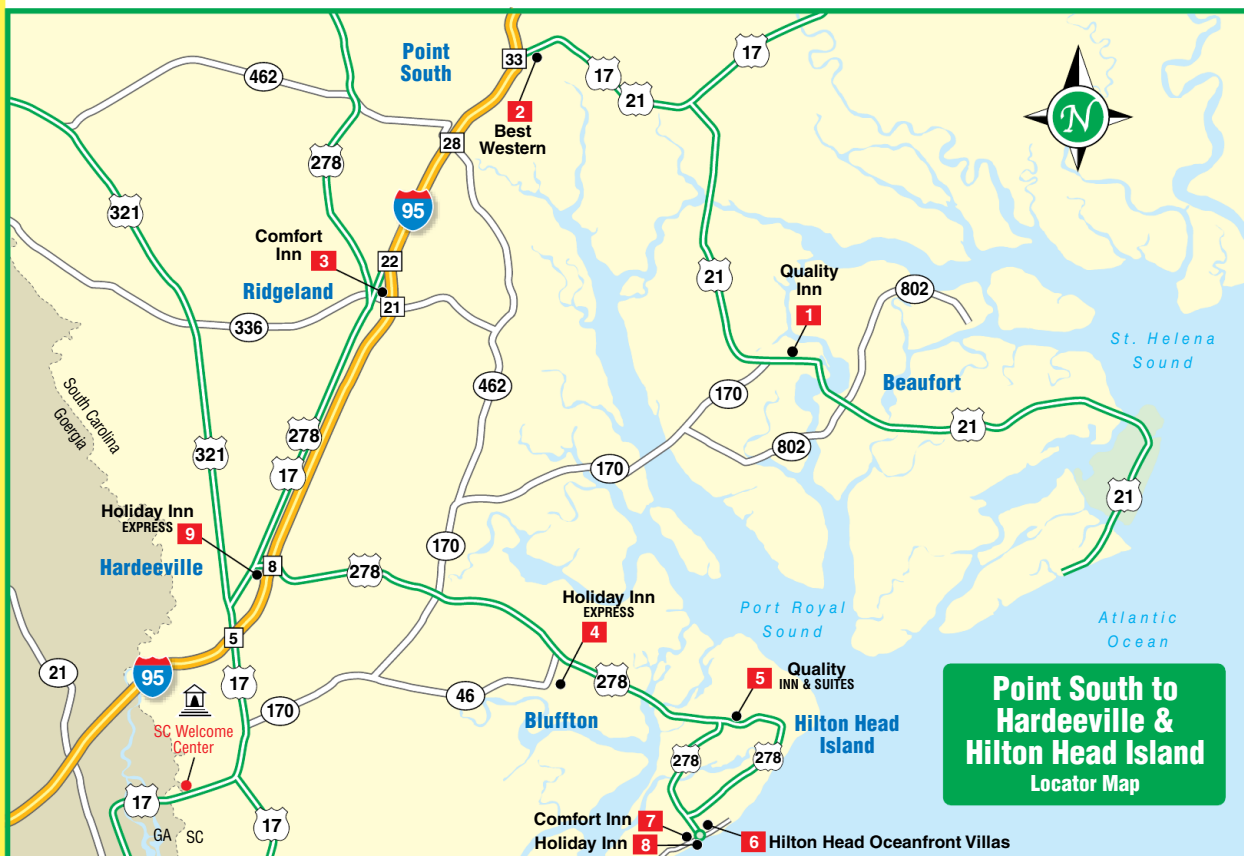 Point
South
33
17
17
462
21
2
Best
Western
N
28
278
321
95
Comfort
Inn
3
22
Ridgeland
21
336
21
Quality
Inn
1
802
St. Helena
Sound
462
170
Beaufort
South Carolina
Goergia
278
21
321
17
170
802
21
Holiday Inn
EXPRESS
9
Hardeeville
8
170
278
Holiday Inn
EXPRESS
4
Port Royal
Sound
Atlantic
Ocean
5
21
95
17
SC Welcome
Center
170
46
278
Bluffton
5
Quality
INN & SUITES
Hilton Head
Island
278
278
Point South to
Hardeeville &
Hilton Head Island
Locator Map
17
GA
SC
17
Comfort Inn
7
Holiday Inn
8
6
Hilton Head Oceanfront Villas